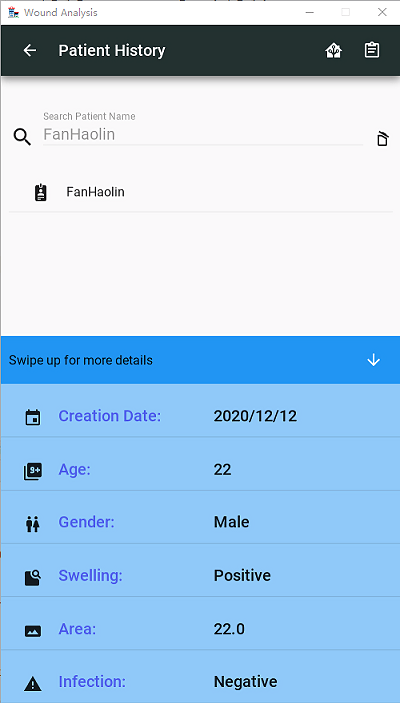 Wound Analysis
Patient History
Search Patient Name
FanHaolin
FanHaolin
Swipe up for more details
Creation Date: 2020/12/12
9+ Age: 22
Gender: Male
Swelling: Positive
Area: 22.0
Infection: Negative